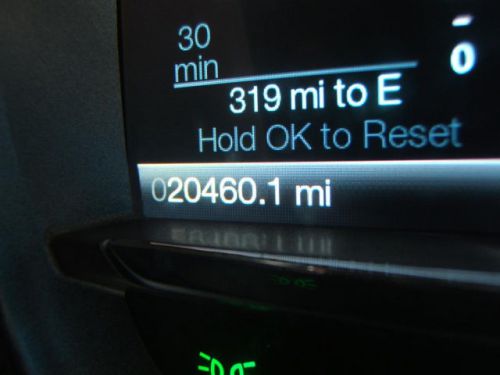 30
min
0
319 mi to E
Hold OK to Reset
020460.1 mi